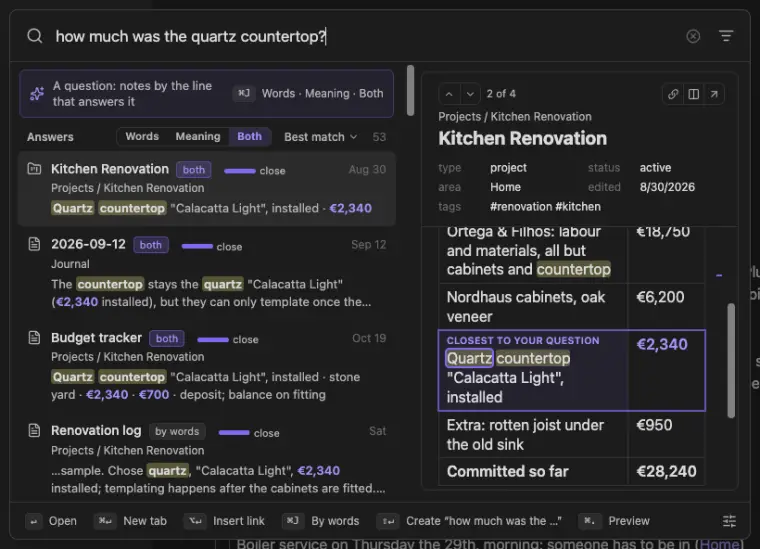 how much was the quartz countertop?
A question: notes by the line
that answers it
⌘J Words · Meaning · Both
Answers Words Meaning Both Best match 53
Kitchen Renovation both close Aug 30
Projects / Kitchen Renovation
Quartz countertop "Calacatta Light", installed · €2,340
2026-09-12 both close Sep 12
Journal
The countertop stays the quartz "Calacatta Light"
(€2,340 installed), but they can only template once the…
Budget tracker both close Oct 19
Projects / Kitchen Renovation
Quartz countertop "Calacatta Light", installed · stone
yard · €2,340 · €700 · deposit; balance on fitting
Renovation log by words close Sat
Projects / Kitchen Renovation
…sample. Chose quartz, "Calacatta Light", €2,340
installed; templating happens after the cabinets are fitted.…
2 of 4
Projects / Kitchen Renovation
Kitchen Renovation
type project status active
area Home edited 8/30/2026
tags #renovation #kitchen
Ortega & Filhos: labour €18,750
and materials, all but
cabinets and countertop
Nordhaus cabinets, oak €6,200
veneer
CLOSEST TO YOUR QUESTION
Quartz countertop €2,340
"Calacatta Light",
installed
Extra: rotten joist under €950
the old sink
Committed so far €28,240
↵ Open ⌘↵ New tab ⌥↵ Insert link ⌘J By words ⇧↵ Create “how much was the …” ⌘. Preview
Boiler service on Thursday the 29th, morning; someone has to be in (Home)